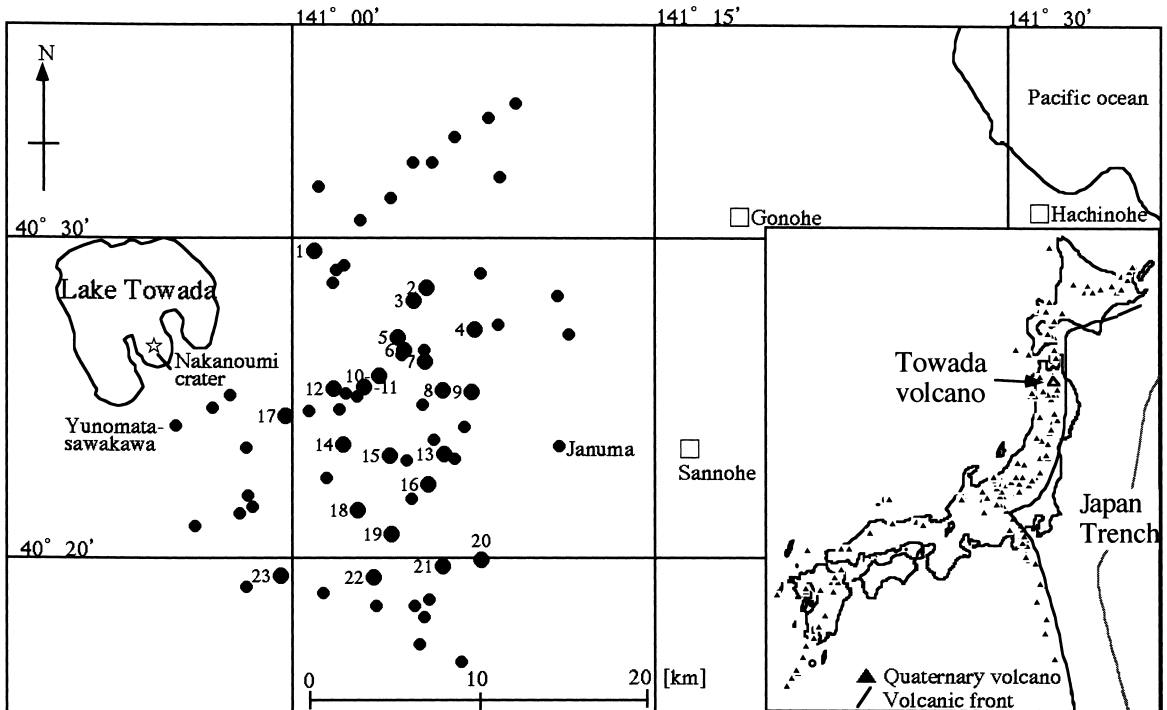 141° 00′
141° 15′
141° 30′
N
Pacific ocean
40° 30′
Gonohe
Hachinohe
1
Lake Towada
2
3
4
5
6
7
Nakanoumi
crater
10
11
12
8
9
17
Yunomata-
sawakawa
14
15
13
Januma
Sannohe
16
18
19
20
40° 20′
21
22
23
0
10
20 [km]
Towada
volcano
Japan
Trench
Quaternary volcano
Volcanic front